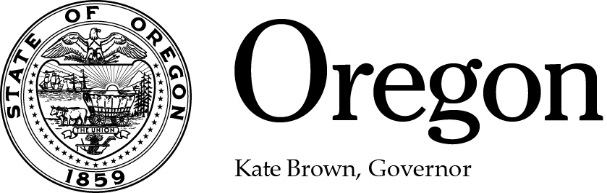 STATE OF OREGON
THE UNION
1859
Oregon
Kate Brown, Governor